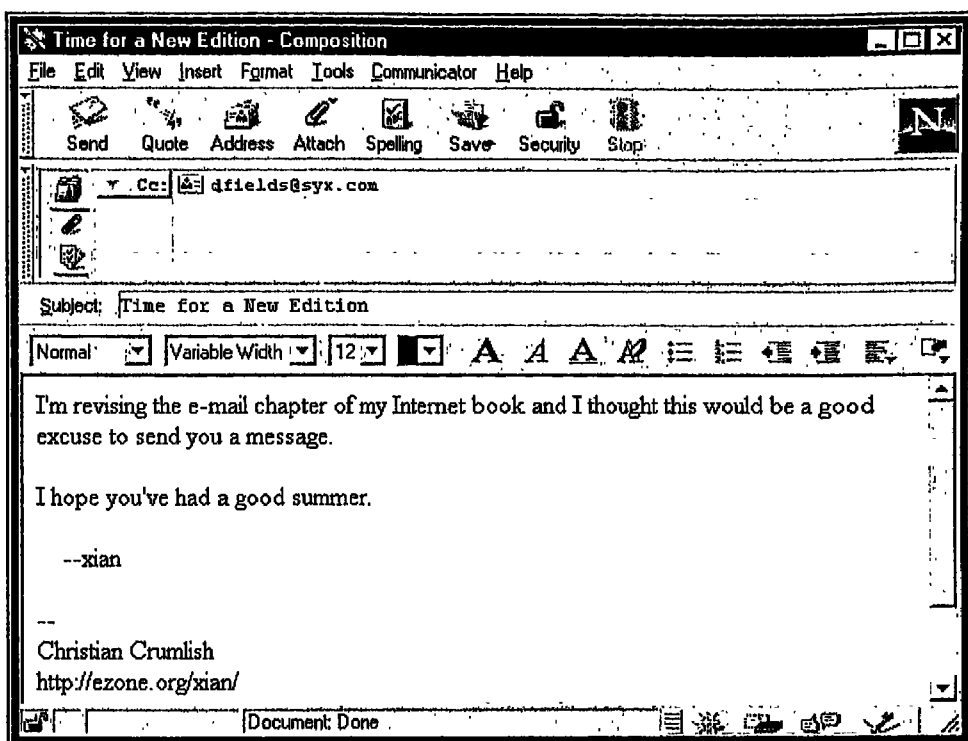 Time for a New Edition - Composition
File Edit View Insert Format Tools Communicator Help
Send Quote Address Attach Spelling Save Security Stop
N
Cc: dfields@syx.com
Subject: Time for a New Edition
Normal Variable Width 12 A A A A
I'm revising the e-mail chapter of my Internet book and I thought this would be a good
excuse to send you a message.
I hope you've had a good summer.
--xian
--
Christian Crumlish
http://ezone.org/xian/
Document: Done